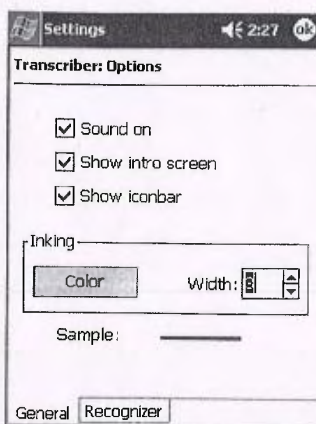 Settings 2:27 ok
Transcriber: Options
Sound on
Show intro screen
Show iconbar
Inking
Color Width:
Sample:
General Recognizer